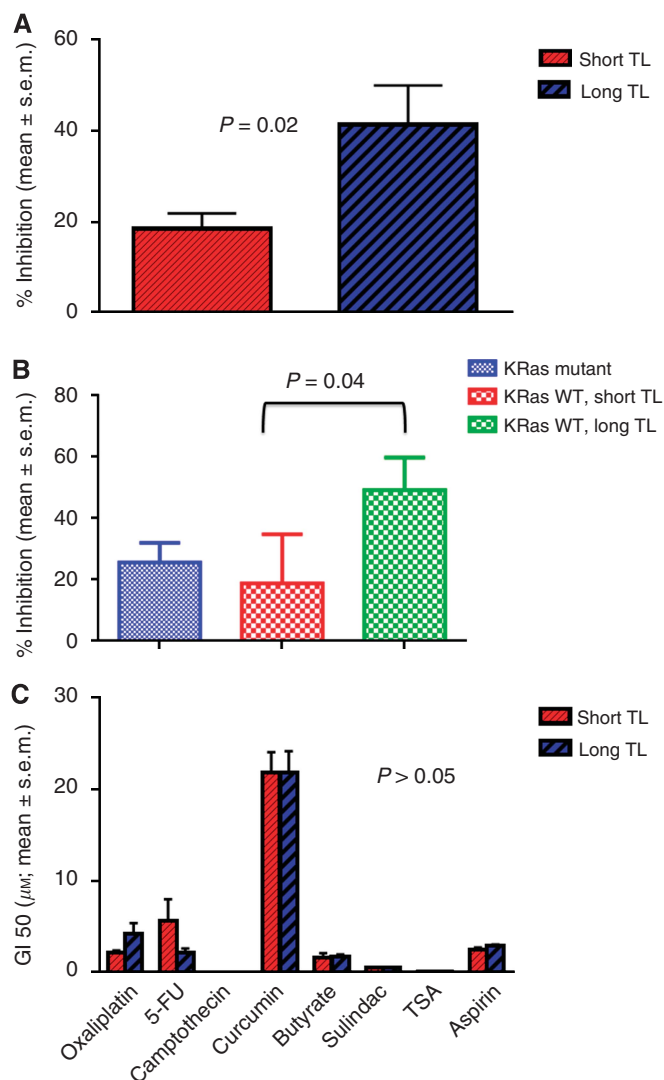 A
% Inhibition (mean ± s.e.m.)
60
40
20
0
P = 0.02
Short TL
Long TL
B
% Inhibition (mean ± s.e.m.)
80
60
40
20
0
P = 0.04
KRas mutant
KRas WT, short TL
KRas WT, long TL
C
GI 50 (μM; mean ± s.e.m.)
30
20
10
0
P > 0.05
Short TL
Long TL
Oxaliplatin
5-FU
Camptothecin
Curcumin
Butyrate
Sulindac
TSA
Aspirin